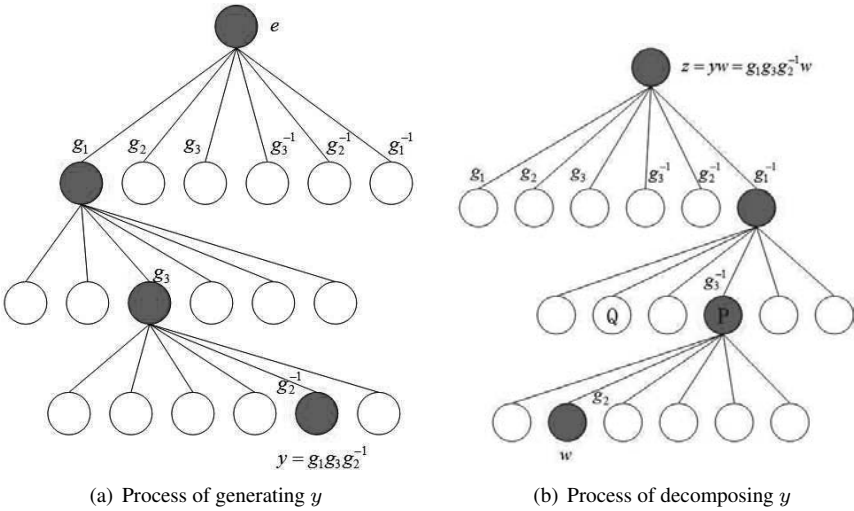 e
g₁ g₂ g₃ g₃⁻¹ g₂⁻¹ g₁⁻¹
g₃
g₂⁻¹
y = g₁g₃g₂⁻¹
(a) Process of generating y
z = yw = g₁g₃g₂⁻¹w
g₁ g₂ g₃ g₃⁻¹ g₂⁻¹ g₁⁻¹
g₃⁻¹
Q P
g₂
w
(b) Process of decomposing y